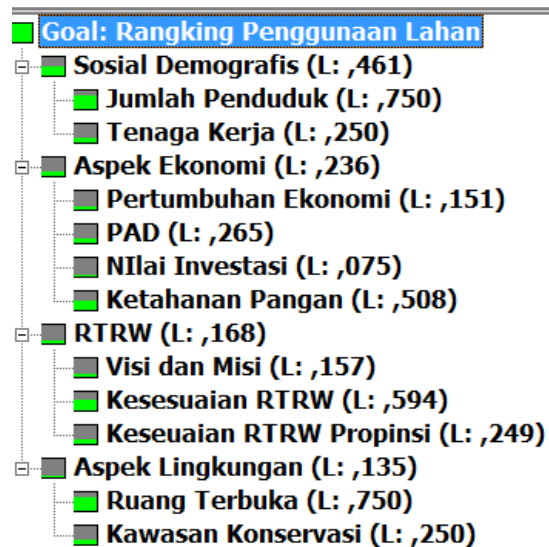 Goal: Rangking Penggunaan Lahan
Sosial Demografis (L: ,461)
Jumlah Penduduk (L: ,750)
Tenaga Kerja (L: ,250)
Aspek Ekonomi (L: ,236)
Pertumbuhan Ekonomi (L: ,151)
PAD (L: ,265)
NIlai Investasi (L: ,075)
Ketahanan Pangan (L: ,508)
RTRW (L: ,168)
Visi dan Misi (L: ,157)
Kesesuaian RTRW (L: ,594)
Keseuaian RTRW Propinsi (L: ,249)
Aspek Lingkungan (L: ,135)
Ruang Terbuka (L: ,750)
Kawasan Konservasi (L: ,250)